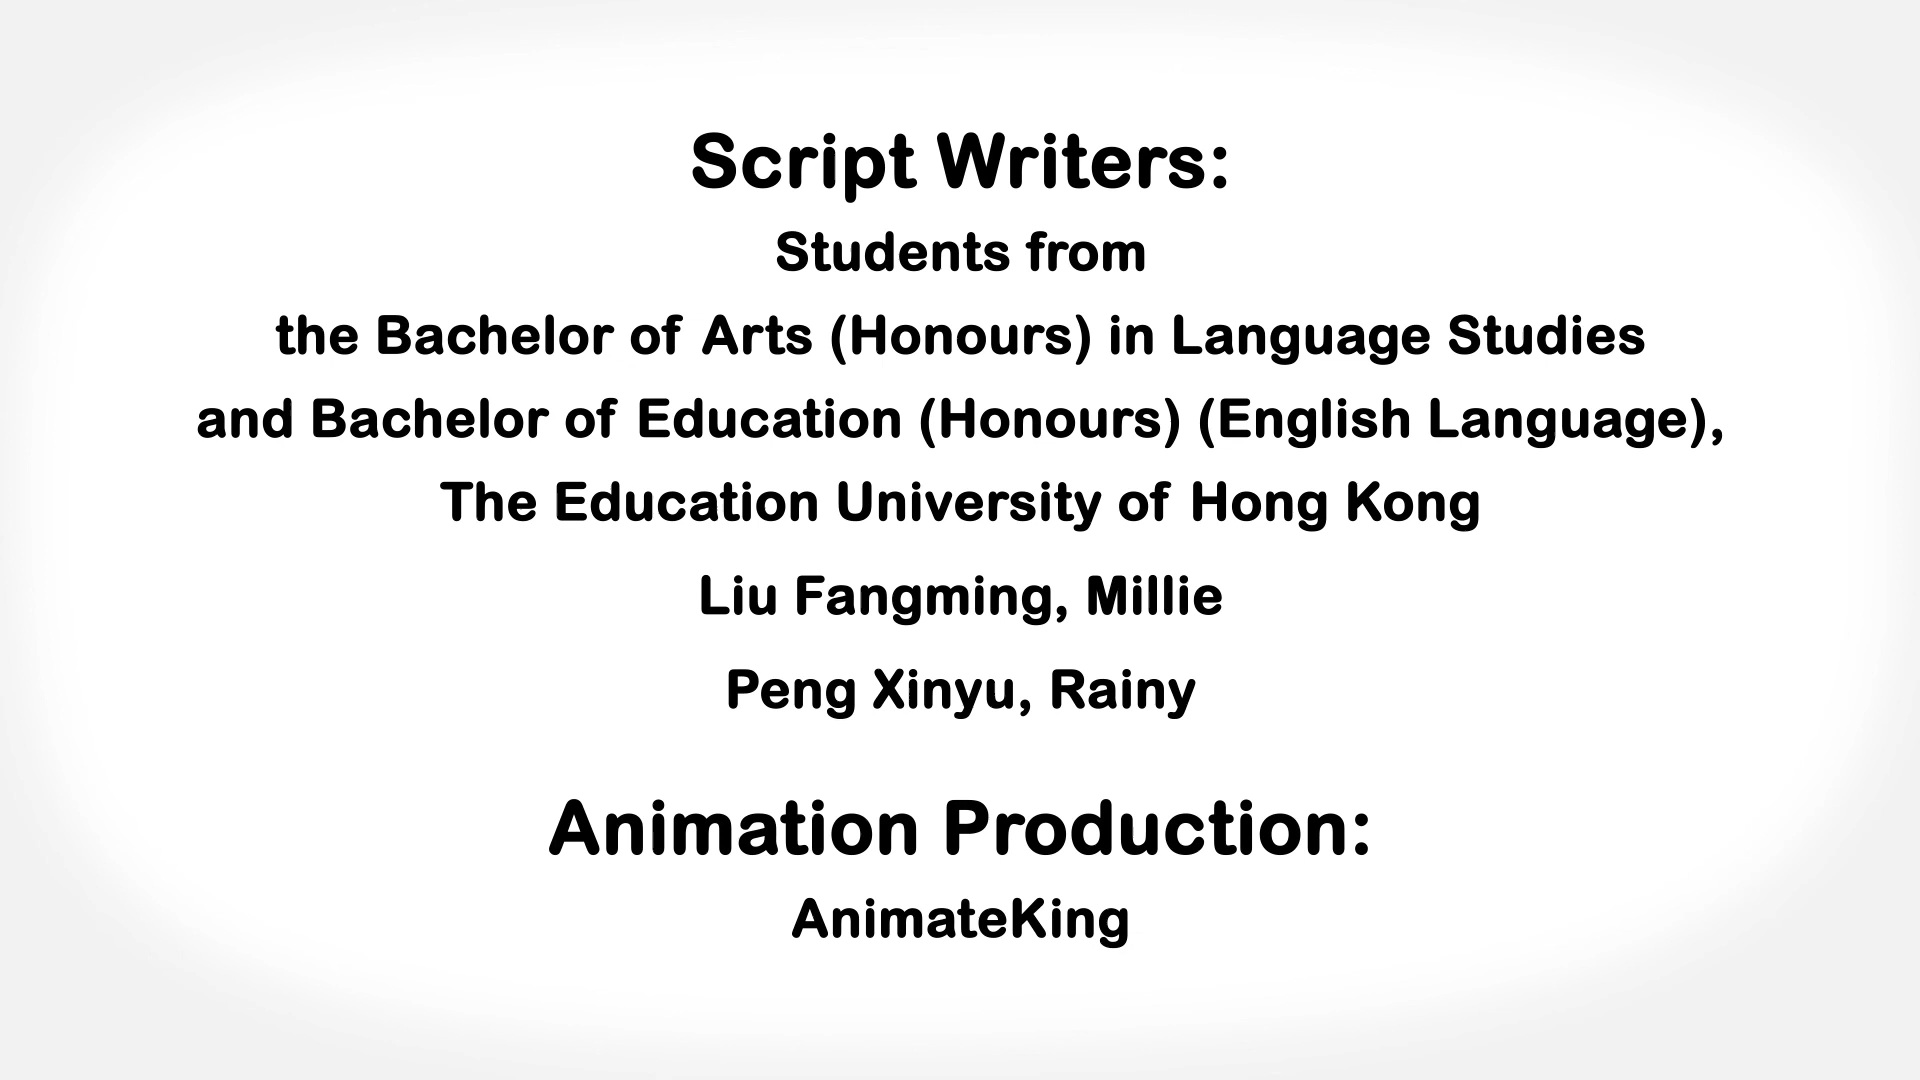 Script Writers:
Students from
the Bachelor of Arts (Honours) in Language Studies
and Bachelor of Education (Honours) (English Language),
The Education University of Hong Kong
Liu Fangming, Millie
Peng Xinyu, Rainy
Animation Production:
AnimateKing